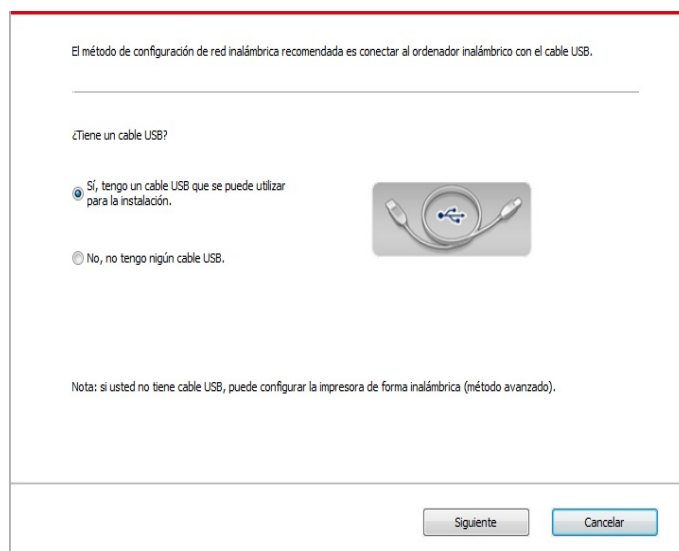 El método de configuración de red inalámbrica recomendada es conectar al ordenador inalámbrico con el cable USB.
¿Tiene un cable USB?
Sí, tengo un cable USB que se puede utilizar
para la instalación.
No, no tengo nigún cable USB.
Nota: si usted no tiene cable USB, puede configurar la impresora de forma inalámbrica (método avanzado).
Siguiente
Cancelar